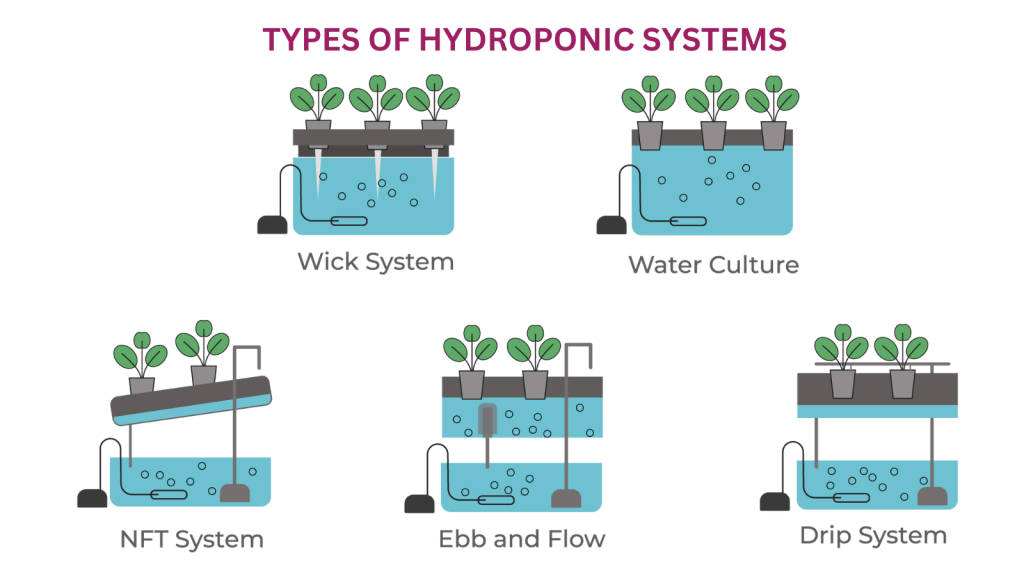 TYPES OF HYDROPONIC SYSTEMS
Wick System
Water Culture
NFT System
Ebb and Flow
Drip System